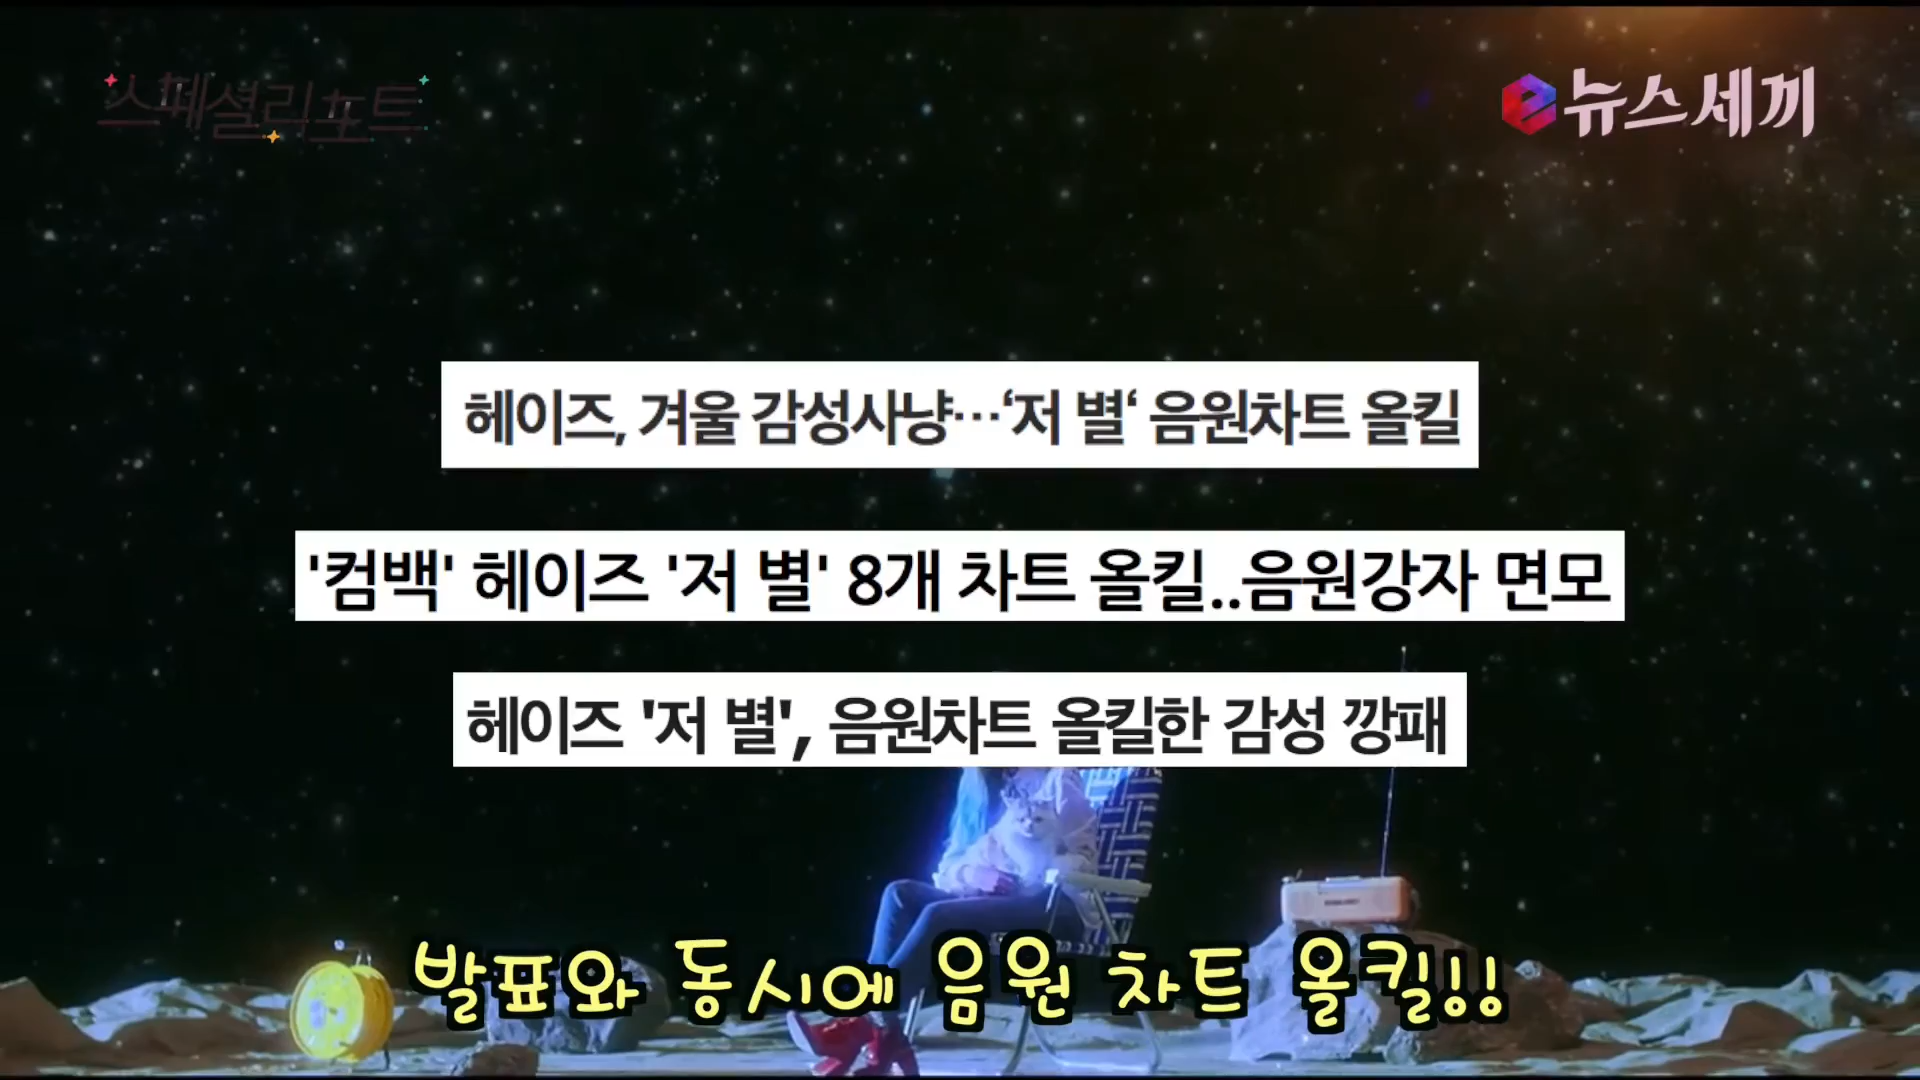 스페셜리포트
뉴스세끼
헤이즈, 겨울 감성사냥…‘저 별‘ 음원차트 올킬
'컴백' 헤이즈 '저 별' 8개 차트 올킬..음원강자 면모
헤이즈 '저 별', 음원차트 올킬한 감성 깡패
발표와 동시에 음원 차트 올킬!!